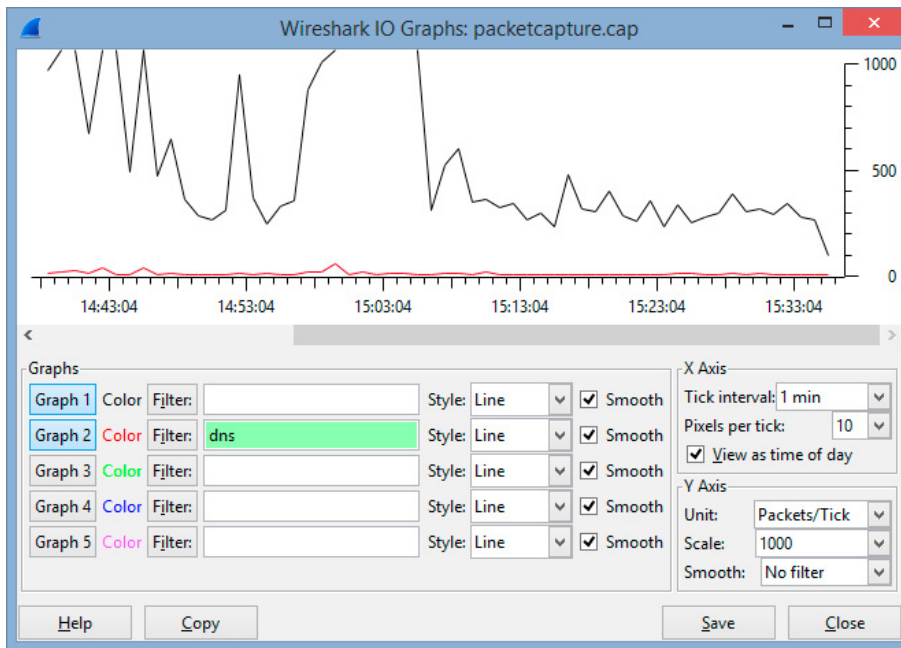 Wireshark IO Graphs: packetcapture.cap
1000
500
0
14:43:04 14:53:04 15:03:04 15:13:04 15:23:04 15:33:04
Graphs
Graph 1 Color Filter: Style: Line Smooth
Graph 2 Color Filter: dns Style: Line Smooth
Graph 3 Color Filter: Style: Line Smooth
Graph 4 Color Filter: Style: Line Smooth
Graph 5 Color Filter: Style: Line Smooth
X Axis
Tick interval: 1 min
Pixels per tick: 10
View as time of day
Y Axis
Unit: Packets/Tick
Scale: 1000
Smooth: No filter
Help Copy Save Close